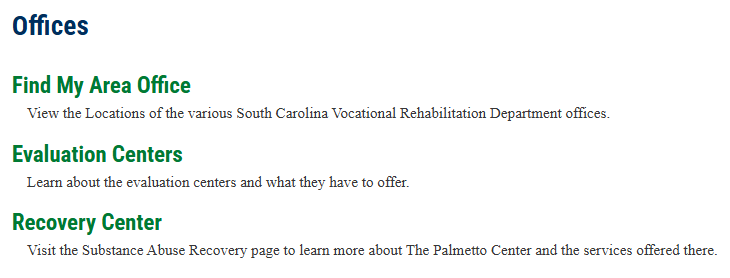 Offices
Find My Area Office
View the Locations of the various South Carolina Vocational Rehabilitation Department offices.
Evaluation Centers
Learn about the evaluation centers and what they have to offer.
Recovery Center
Visit the Substance Abuse Recovery page to learn more about The Palmetto Center and the services offered there.